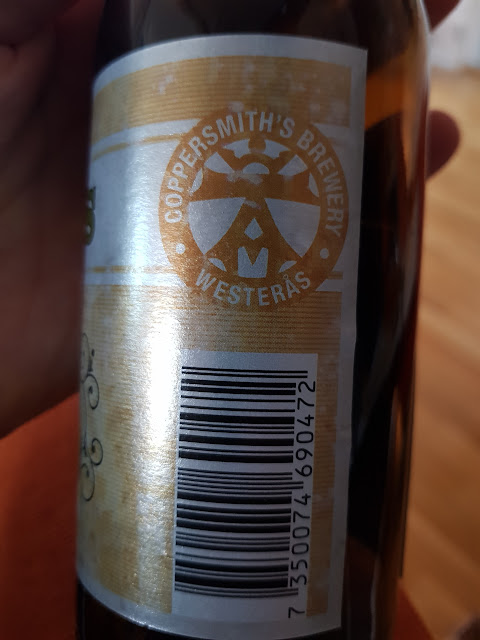 COPPERSMITH'S BREWERY
• WESTERÅS •
7 350074 690472